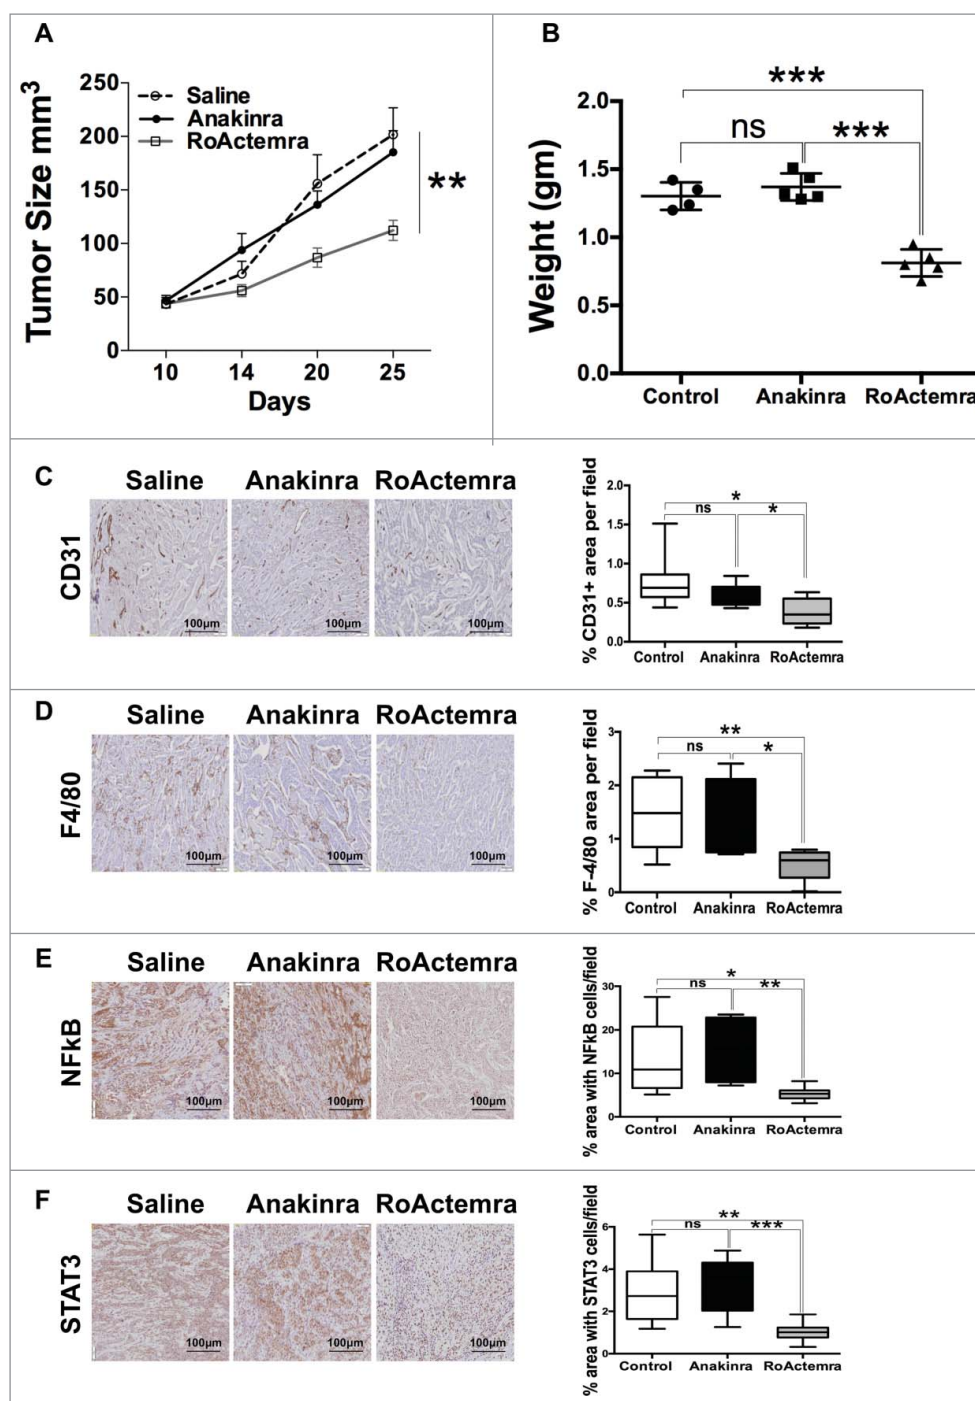 A
Tumor Size mm³
250
200
150
100
50
0
Saline
Anakinra
RoActemra
**
10 14 20 25
Days
B
Weight (gm)
2.0
1.5
1.0
0.5
0.0
***
ns ***
Control Anakinra RoActemra
C
Saline Anakinra RoActemra
CD31
100µm 100µm 100µm
% CD31+ area per field
2.0
1.5
1.0
0.5
0.0
*
ns *
Control Anakinra RoActemra
D
Saline Anakinra RoActemra
F4/80
100µm 100µm 100µm
% F-4/80 area per field
3
2
1
0
**
ns *
Control Anakinra RoActemra
E
Saline Anakinra RoActemra
NFkB
100µm 100µm 100µm
% area with NFkB cells/field
30
20
10
0
*
ns **
Control Anakinra RoActemra
F
Saline Anakinra RoActemra
STAT3
100µm 100µm 100µm
% area with STAT3 cells/field
6
4
2
0
**
ns ***
Control Anakinra RoActemra